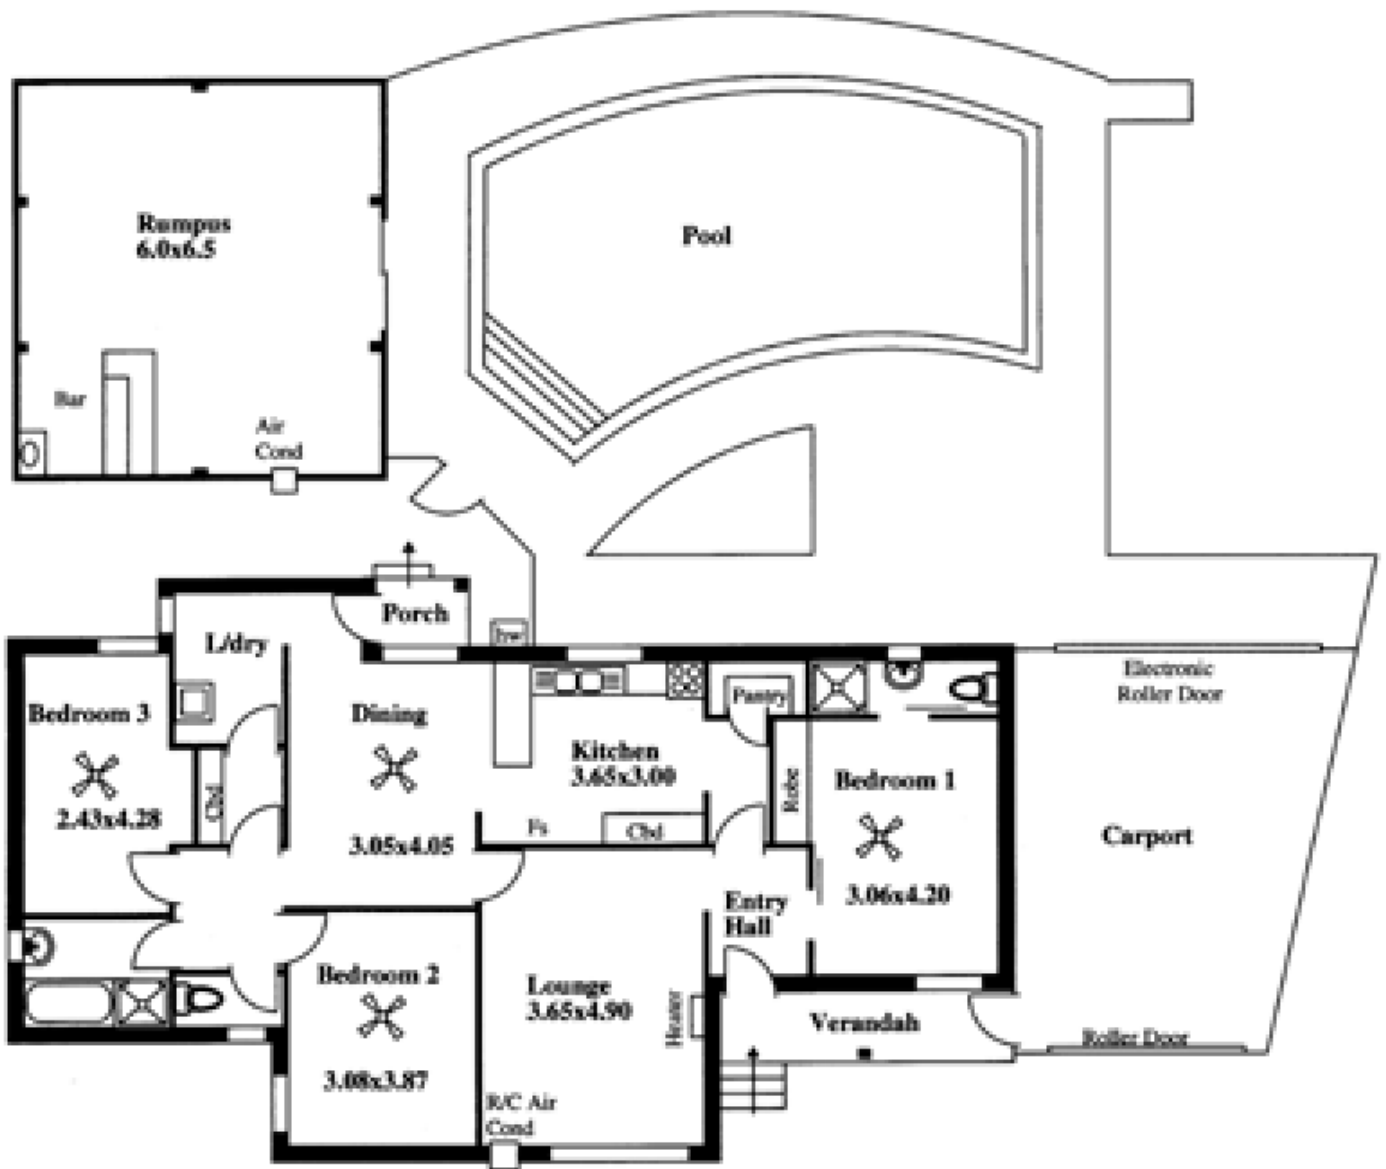 Rumpus
6.0x6.5
Pool
Bar
Air
Cond
Porch
hw
L/dry
Electronic
Roller Door
Pantry
Bedroom 3
Dining
Kitchen
3.65x3.00
Robe
Bedroom 1
Cbd
2.43x4.28
3.05x4.05
Fs
Cbd
Carport
3.06x4.20
Entry
Hall
Bedroom 2
Lounge
3.65x4.90
Heater
Verandah
Roller Door
3.08x3.87
R/C Air
Cond